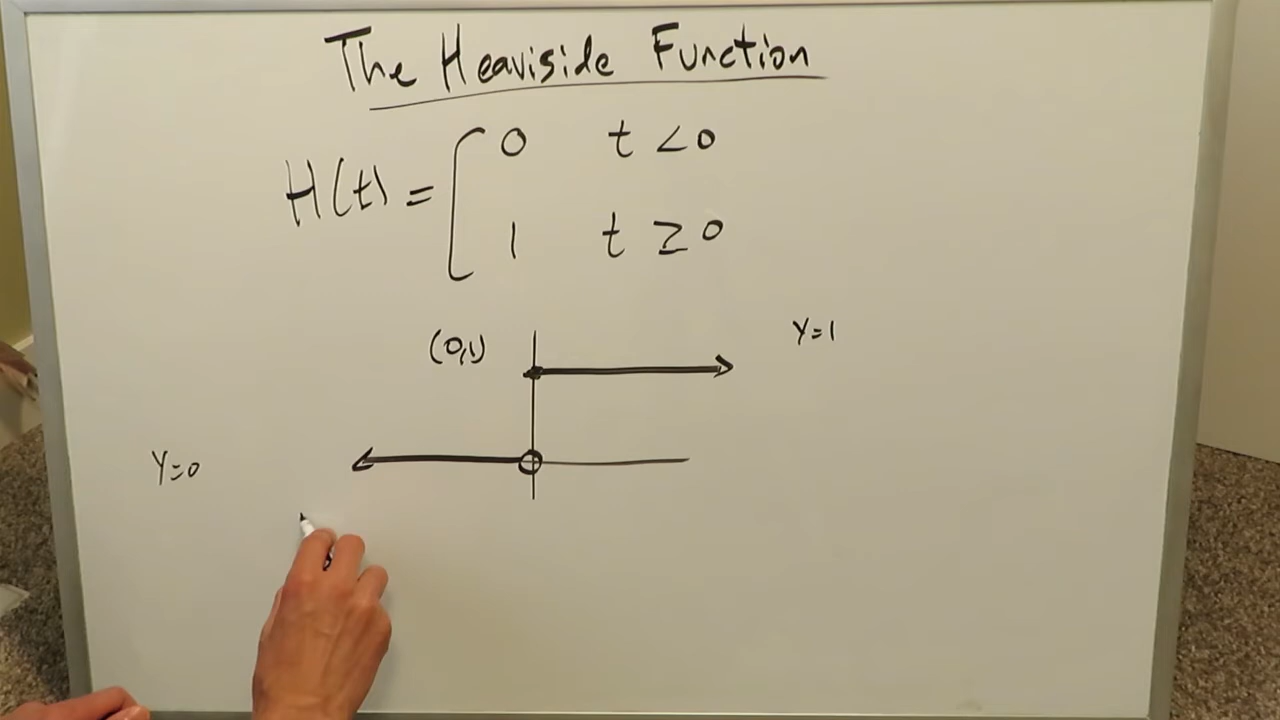 The Heaviside Function
H(t) = { 0 t < 0
1 t ≥ 0
(0,1) y=1
y=0